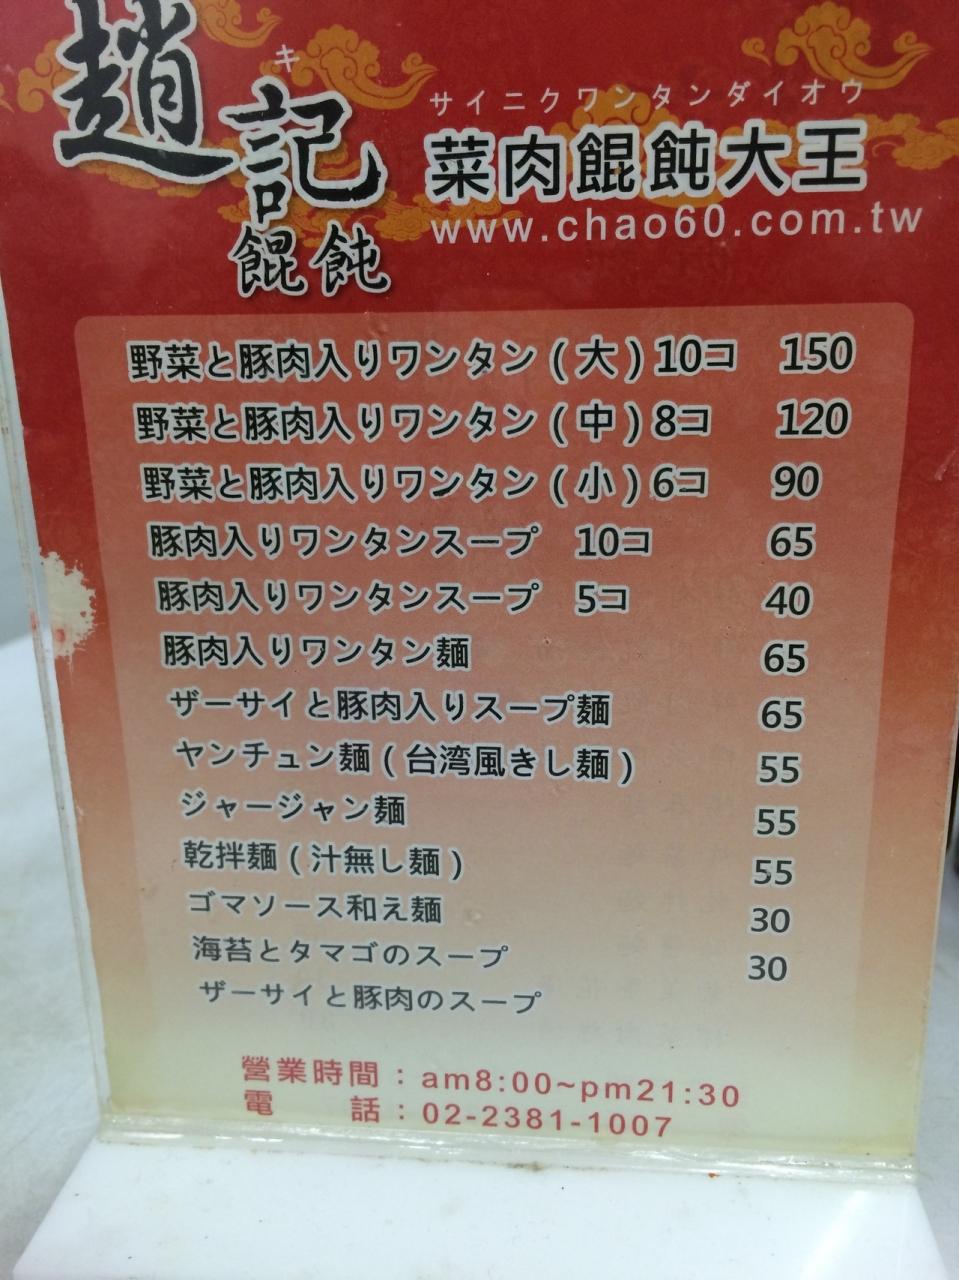 趙記
キ
餛飩
サイニクワンタンダイオウ
菜肉餛飩大王
www.chao60.com.tw
野菜と豚肉入りワンタン(大)10コ 150
野菜と豚肉入りワンタン(中)8コ 120
野菜と豚肉入りワンタン(小)6コ 90
豚肉入りワンタンスープ 10コ 65
豚肉入りワンタンスープ 5コ 40
豚肉入りワンタン麺 65
ザーサイと豚肉入りスープ麺 65
ヤンチュン麺(台湾風きし麺) 55
ジャージャン麺 55
乾拌麺(汁無し麺) 55
ゴマソース和え麺 30
海苔とタマゴのスープ 30
ザーサイと豚肉のスープ
營業時間:am8:00~pm21:30
電 話:02-2381-1007